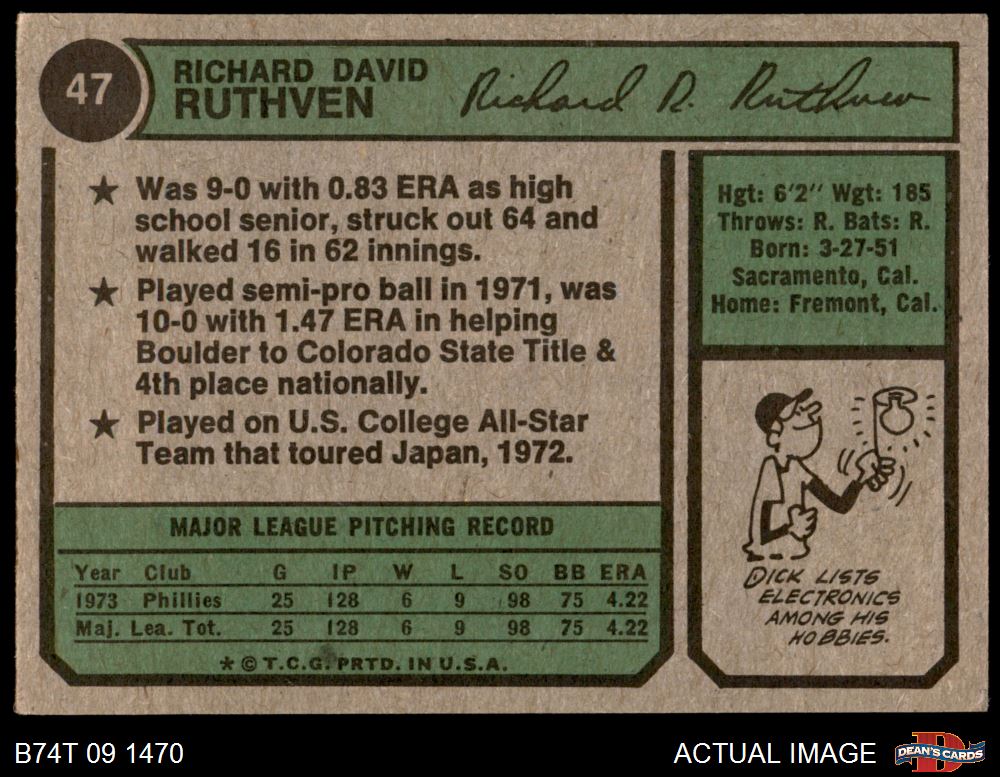 47
RICHARD DAVID
RUTHVEN
Richard D. Ruthven
★ Was 9-0 with 0.83 ERA as high
school senior, struck out 64 and
walked 16 in 62 innings.
★ Played semi-pro ball in 1971, was
10-0 with 1.47 ERA in helping
Boulder to Colorado State Title &
4th place nationally.
★ Played on U.S. College All-Star
Team that toured Japan, 1972.
MAJOR LEAGUE PITCHING RECORD
Year Club G IP W L SO BB ERA
1973 Phillies 25 128 6 9 98 75 4.22
Maj. Lea. Tot. 25 128 6 9 98 75 4.22
★ © T.C.G. PRTD. IN U.S.A.
Hgt: 6'2" Wgt: 185
Throws: R. Bats: R.
Born: 3-27-51
Sacramento, Cal.
Home: Fremont, Cal.
DICK LISTS
ELECTRONICS
AMONG HIS
HOBBIES.
B74T 09 1470
ACTUAL IMAGE
DEAN'S CARDS